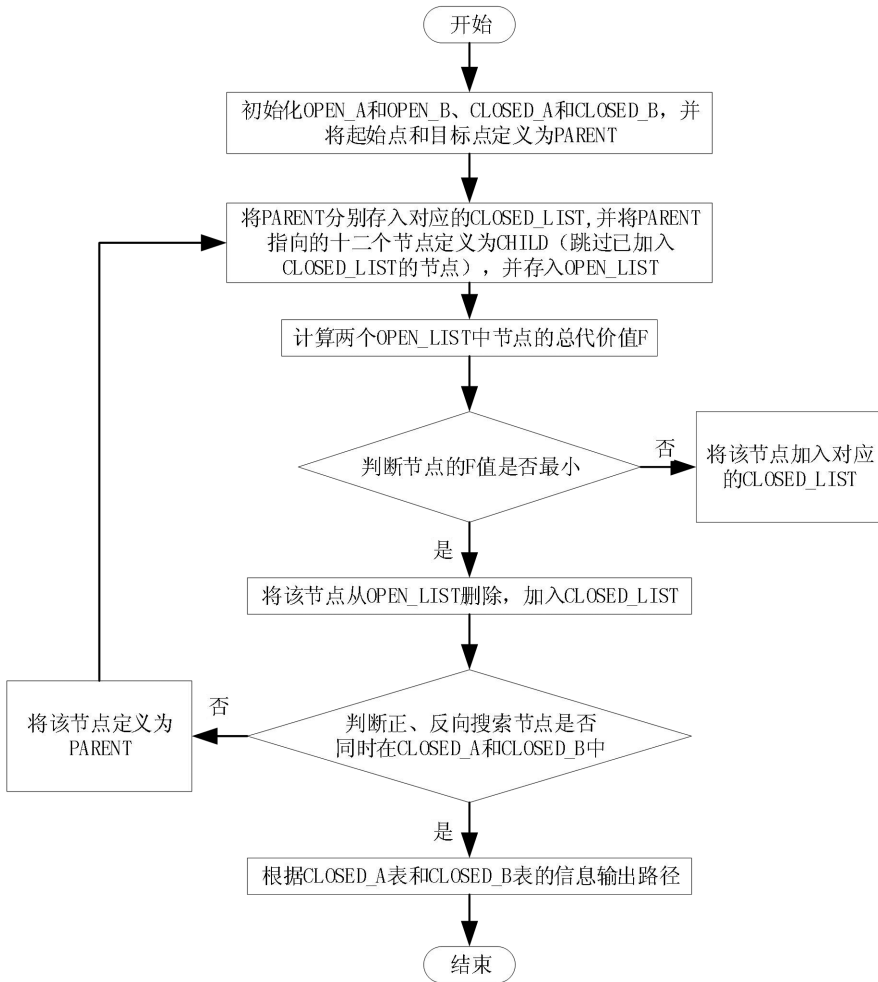 开始
初始化OPEN_A和OPEN_B、CLOSED_A和CLOSED_B，并
将起始点和目标点定义为PARENT
将PARENT分别存入对应的CLOSED_LIST,并将PARENT
指向的十二个节点定义为CHILD（跳过已加入
CLOSED_LIST的节点），并存入OPEN_LIST
计算两个OPEN_LIST中节点的总代价值F
判断节点的F值是否最小
否
将该节点加入对应
的CLOSED_LIST
是
将该节点从OPEN_LIST删除，加入CLOSED_LIST
判断正、反向搜索节点是否
同时在CLOSED_A和CLOSED_B中
否
将该节点定义为
PARENT
是
根据CLOSED_A表和CLOSED_B表的信息输出路径
结束